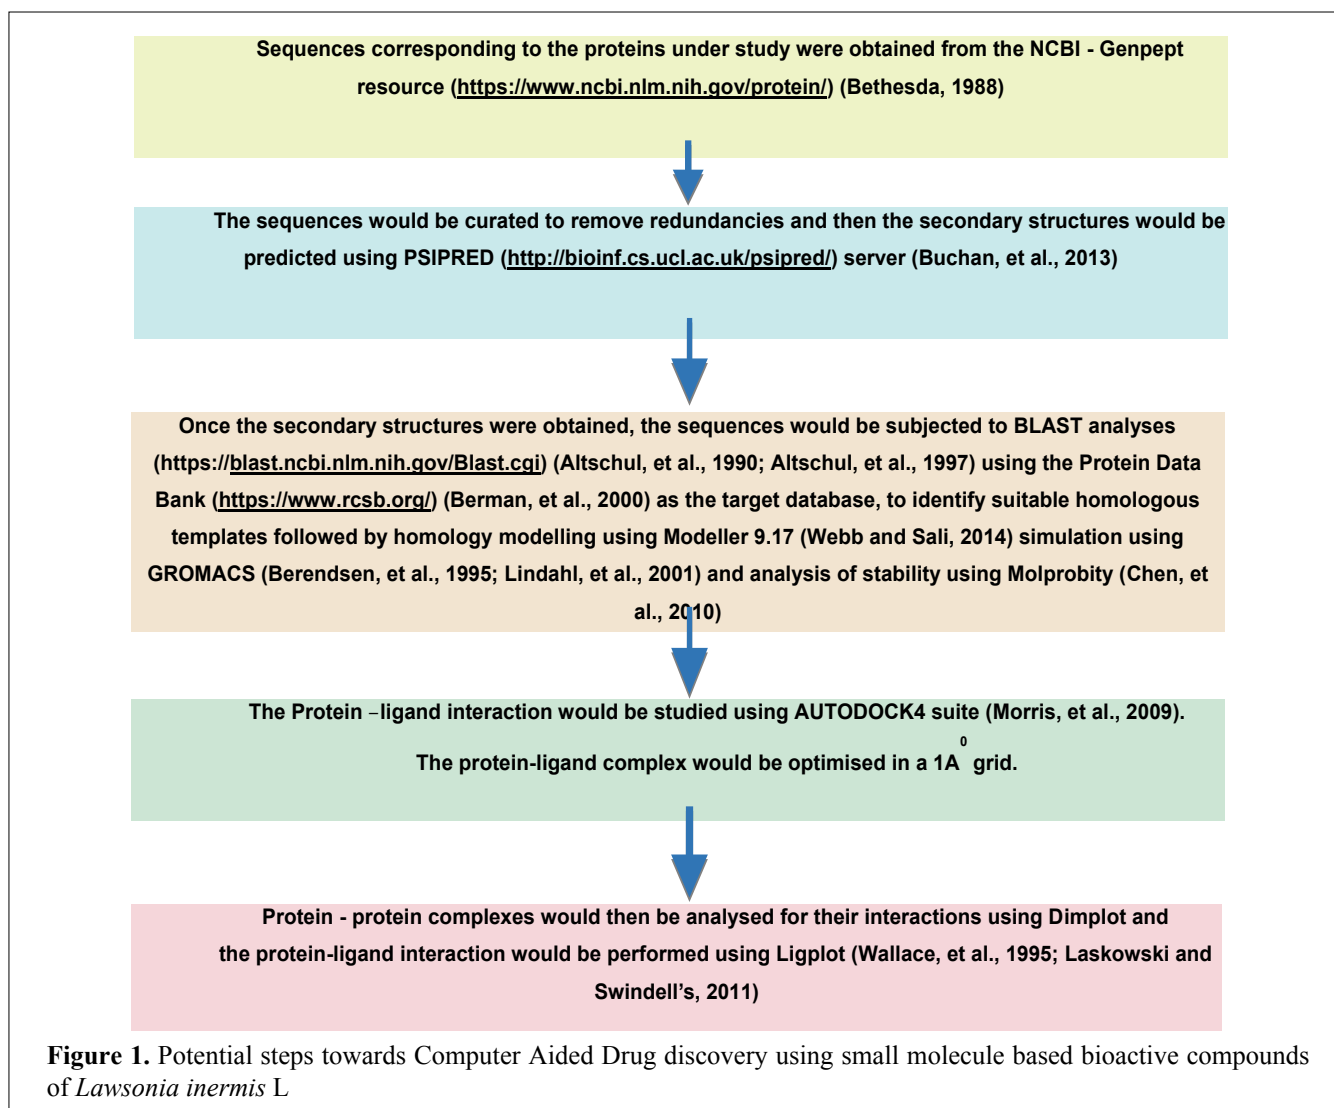 Sequences corresponding to the proteins under study were obtained from the NCBI - Genpept
resource (https://www.ncbi.nlm.nih.gov/protein/) (Bethesda, 1988)
The sequences would be curated to remove redundancies and then the secondary structures would be
predicted using PSIPRED (http://bioinf.cs.ucl.ac.uk/psipred/) server (Buchan, et al., 2013)
Once the secondary structures were obtained, the sequences would be subjected to BLAST analyses
(https://blast.ncbi.nlm.nih.gov/Blast.cgi) (Altschul, et al., 1990; Altschul, et al., 1997) using the Protein Data
Bank (https://www.rcsb.org/) (Berman, et al., 2000) as the target database, to identify suitable homologous
templates followed by homology modelling using Modeller 9.17 (Webb and Sali, 2014) simulation using
GROMACS (Berendsen, et al., 1995; Lindahl, et al., 2001) and analysis of stability using Molprobity (Chen, et
al., 2010)
The Protein –ligand interaction would be studied using AUTODOCK4 suite (Morris, et al., 2009).
The protein-ligand complex would be optimised in a 1A⁰ grid.
Protein - protein complexes would then be analysed for their interactions using Dimplot and
the protein-ligand interaction would be performed using Ligplot (Wallace, et al., 1995; Laskowski and
Swindell’s, 2011)
Figure 1. Potential steps towards Computer Aided Drug discovery using small molecule based bioactive compounds
of Lawsonia inermis L